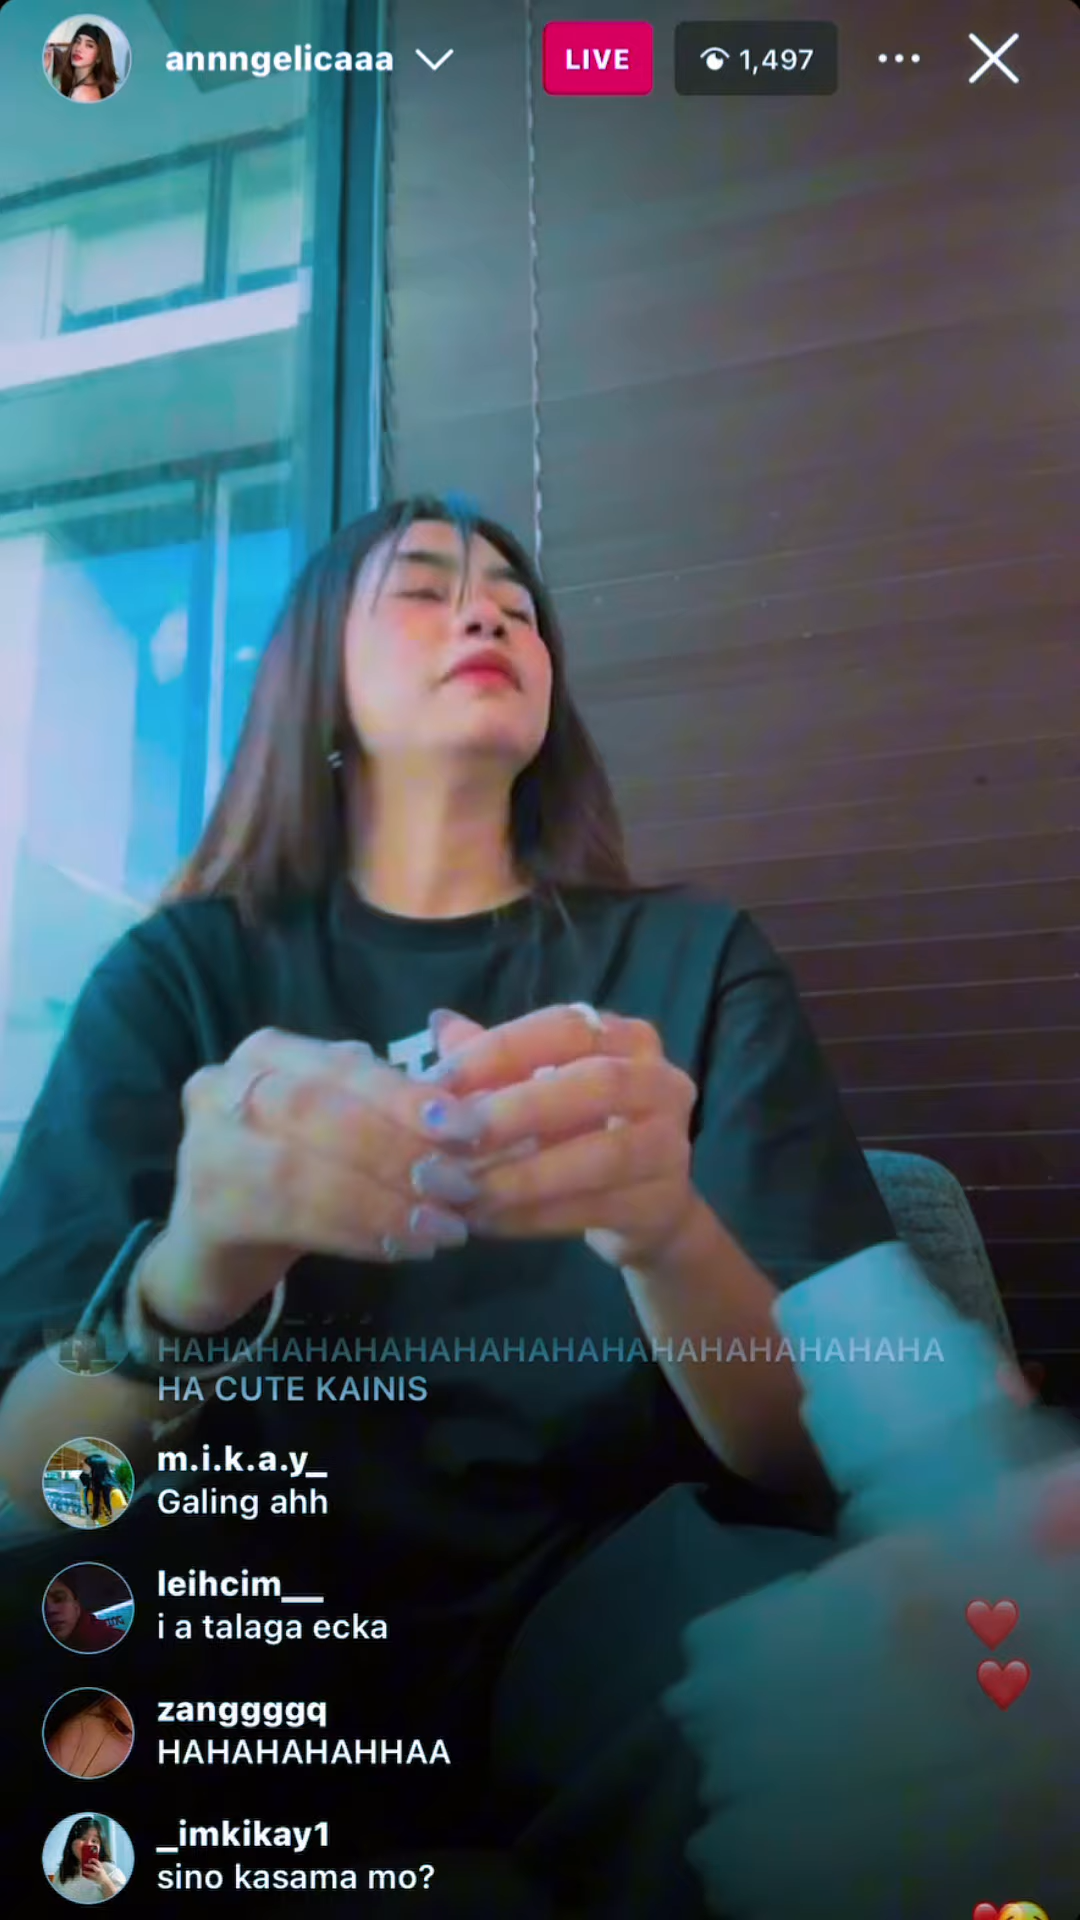 annngelicaaa
LIVE
1,497
HAHAHAHAHAHAHAHAHAHAHAHAHAHAHAHA
HA CUTE KAINIS
m.i.k.a.y_
Galing ahh
leihcim__
i a talaga ecka
zanggggq
HAHAHAHAHHAA
_imkikay1
sino kasama mo?